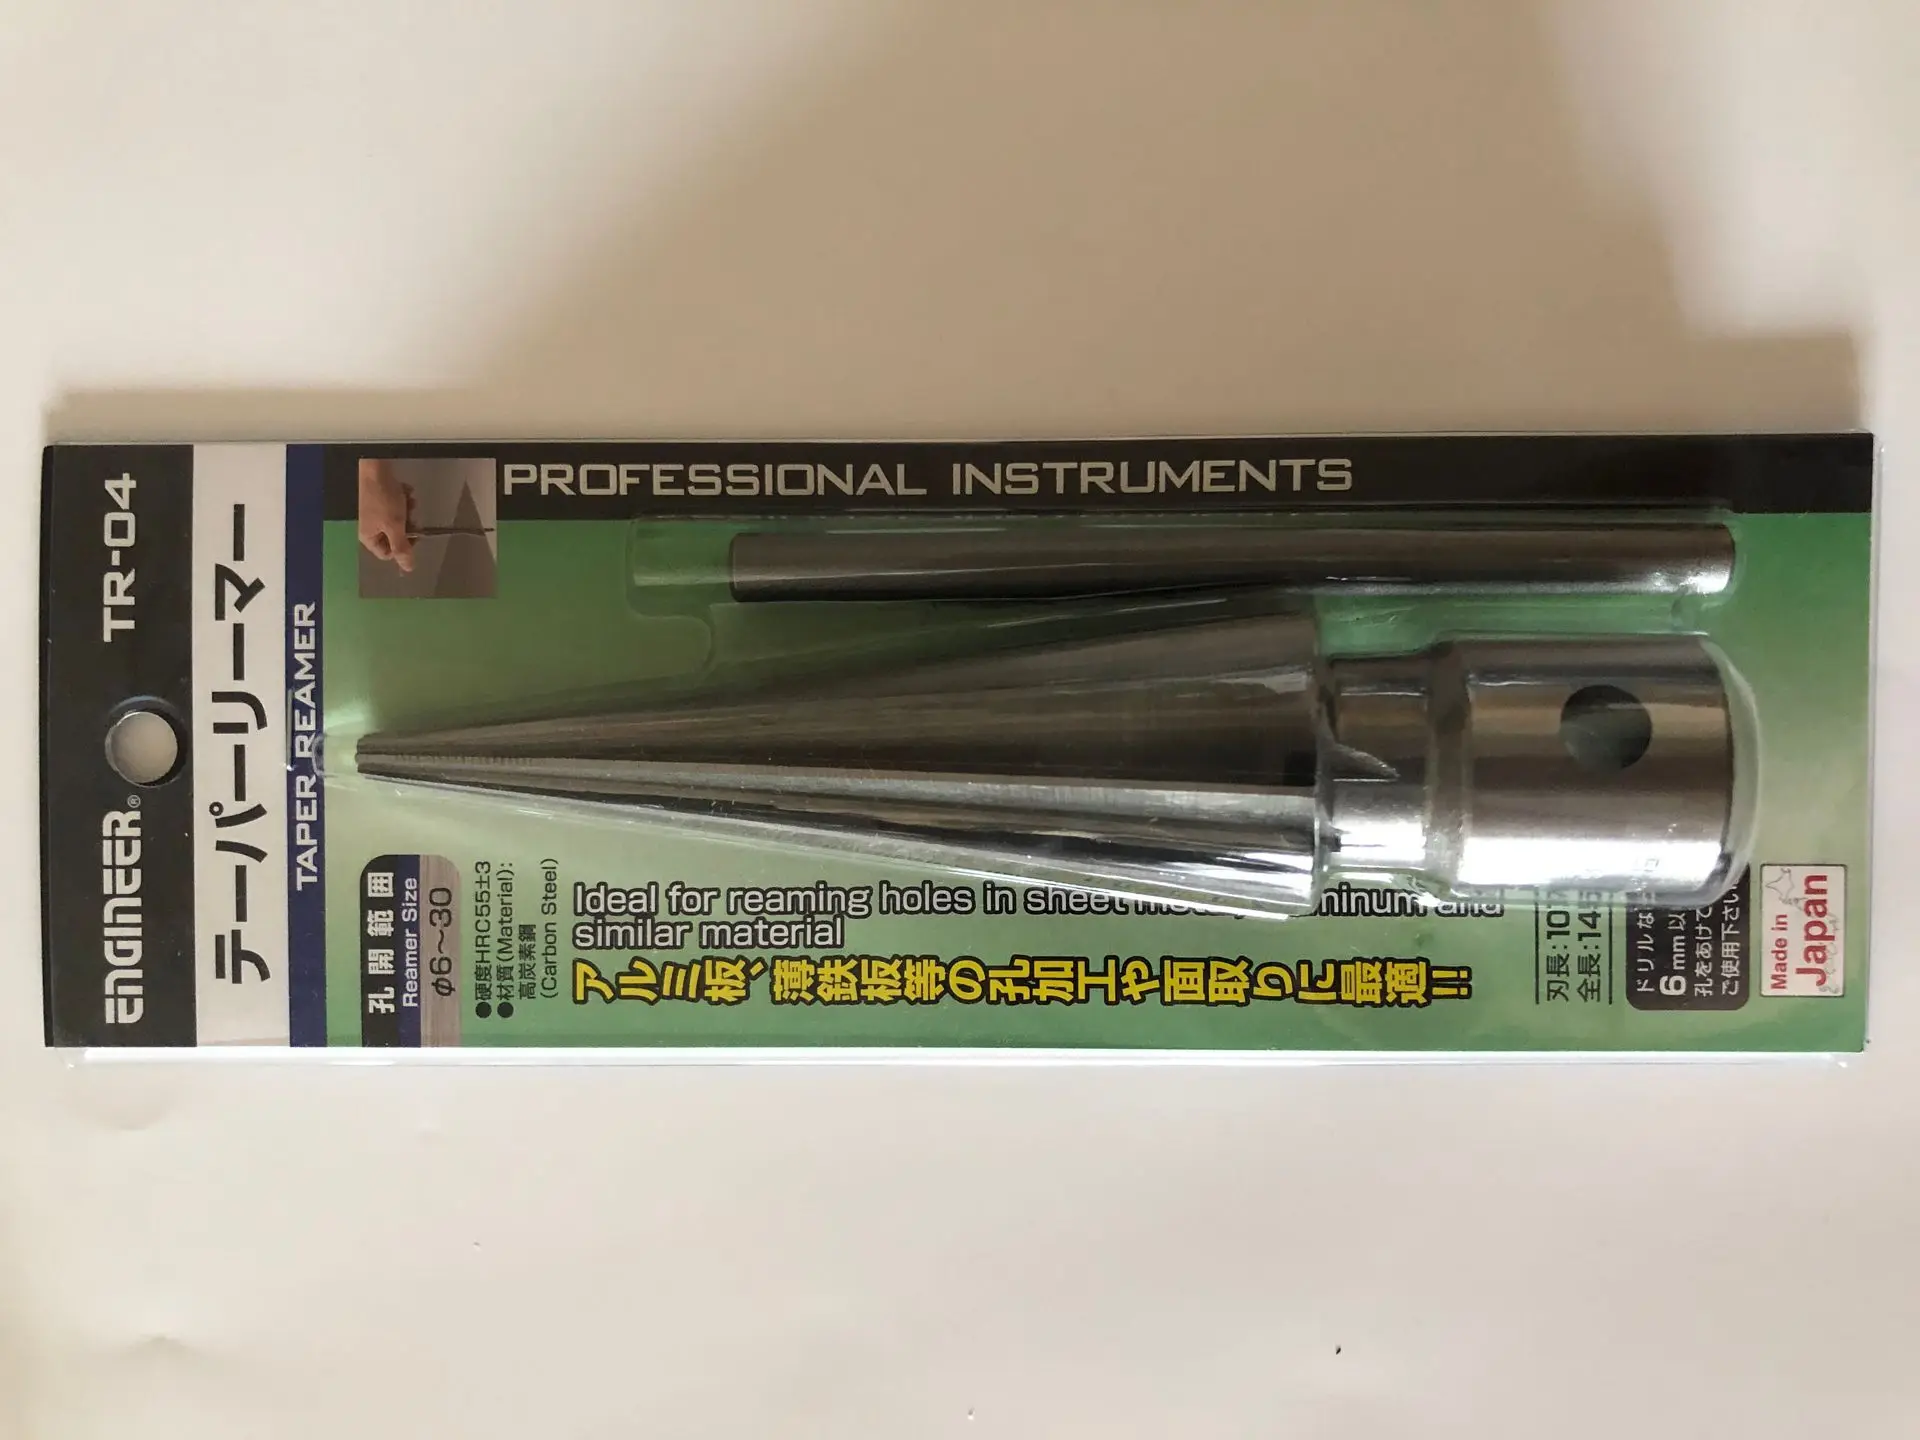 ENGINEER® TR-04
テーパーリーマー
TAPER REAMER
PROFESSIONAL INSTRUMENTS
孔開範囲
Reamer Size
φ6～30
●硬度HRC55±3
●材質(Material):
高炭素鋼
(Carbon Steel)
Ideal for reaming holes in sheet and
similar material
アルミ板、薄鉄板等の孔加工や面取りに最適!!
刃長:107
全長:145
ドリルな
6mm以
孔をあけて
ご使用下さい
Made in
Japan